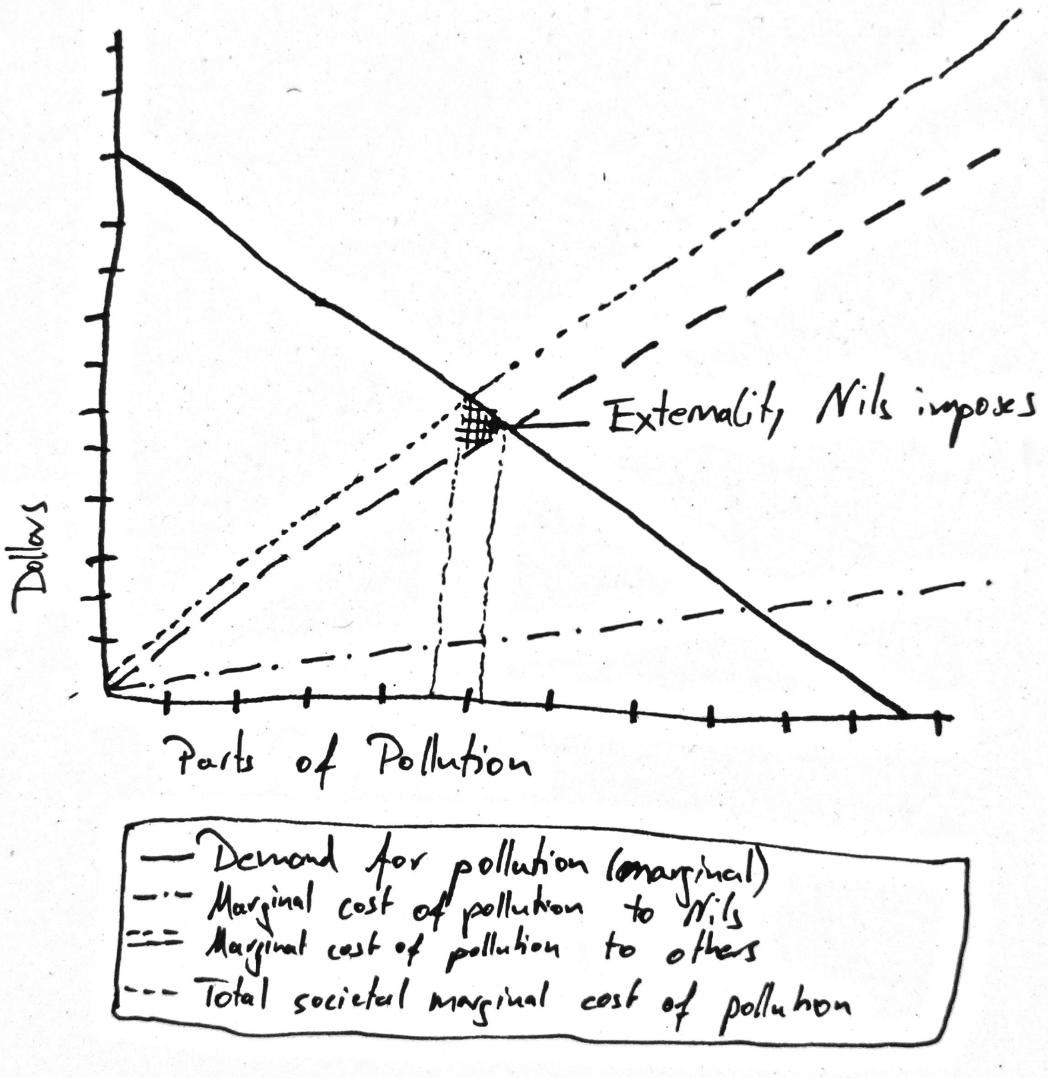 Externality Nils imposes
Dollars
Parts of Pollution
Demand for pollution (marginal)
Marginal cost of pollution to Nils
Marginal cost of pollution to others
Total societal marginal cost of pollution